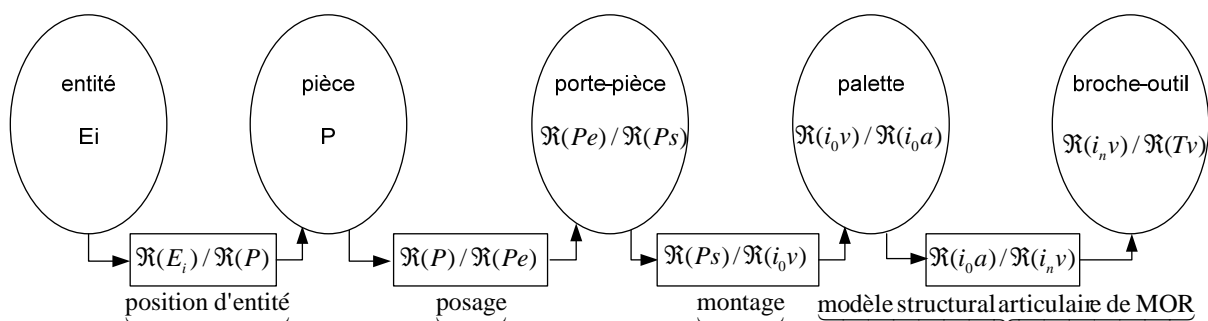 entité pièce porte-pièce palette broche-outil
Ei P ℜ(Pe)/ℜ(Ps) ℜ(i₀v)/ℜ(i₀a) ℜ(iₙv)/ℜ(Tv)
ℜ(Eᵢ)/ℜ(P) ℜ(P)/ℜ(Pe) ℜ(Ps)/ℜ(i₀v) ℜ(i₀a)/ℜ(iₙv)
position d'entité posage montage modèle structural articulaire de MOR